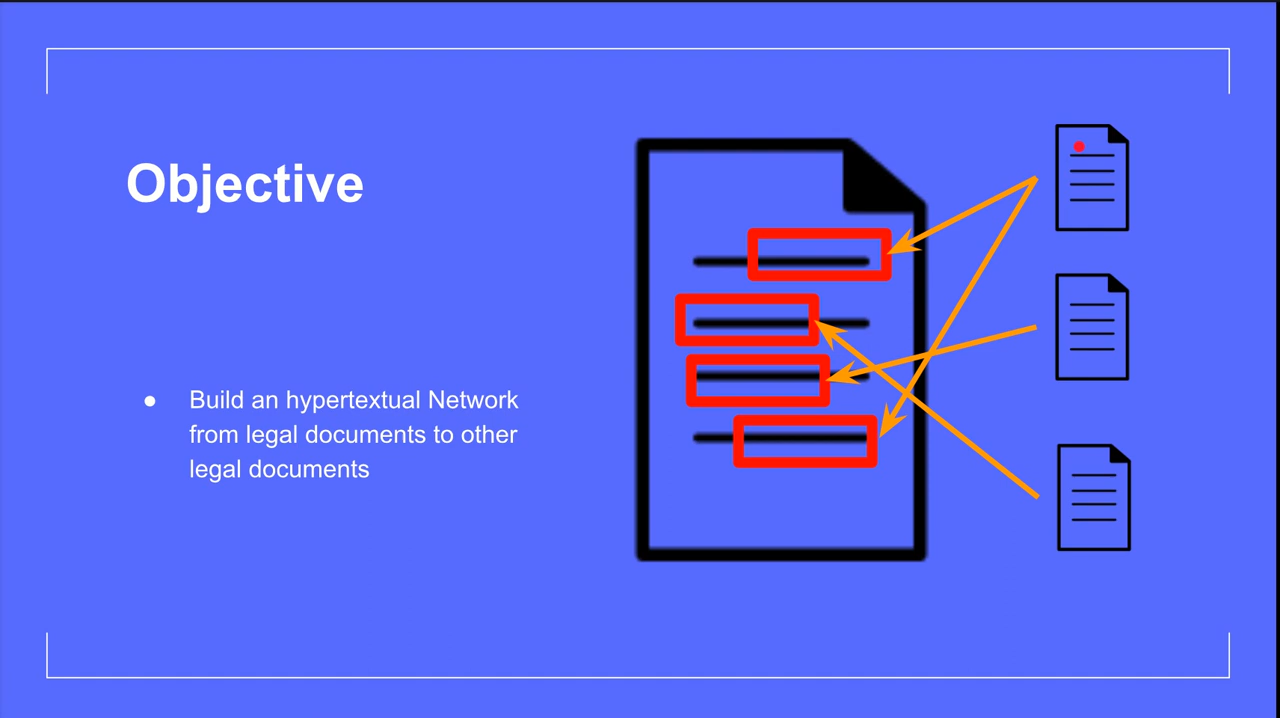 Objective
● Build an hypertextual Network
from legal documents to other
legal documents